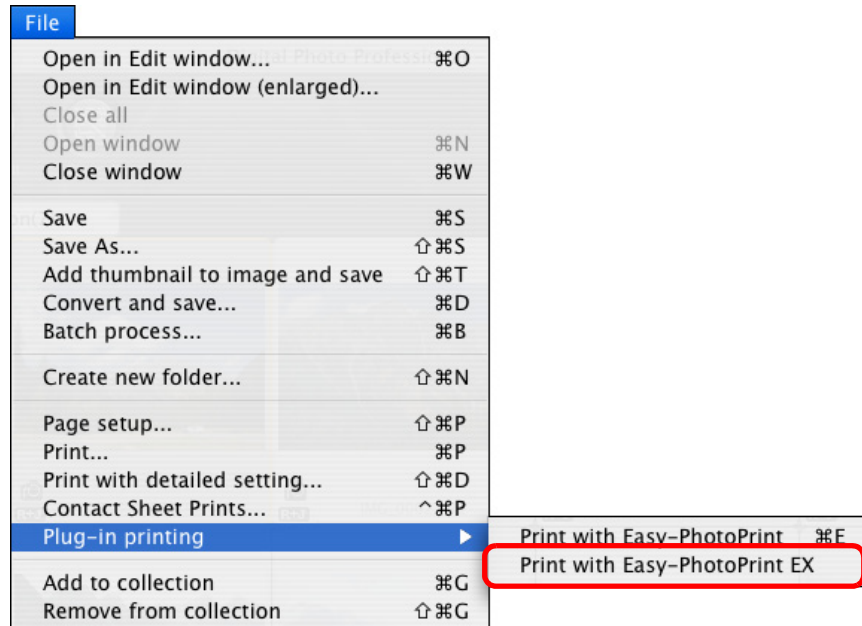 File
Open in Edit window... ⌘O
Open in Edit window (enlarged)...
Close all
Open window ⌘N
Close window ⌘W
Save ⌘S
Save As... ⇧⌘S
Add thumbnail to image and save ⇧⌘T
Convert and save... ⌘D
Batch process... ⌘B
Create new folder... ⇧⌘N
Page setup... ⇧⌘P
Print... ⌘P
Print with detailed setting... ⇧⌘D
Contact Sheet Prints... ^⌘P
Plug-in printing ▶
Print with Easy-PhotoPrint ⌘E
Print with Easy-PhotoPrint EX
Add to collection ⌘G
Remove from collection ⇧⌘G